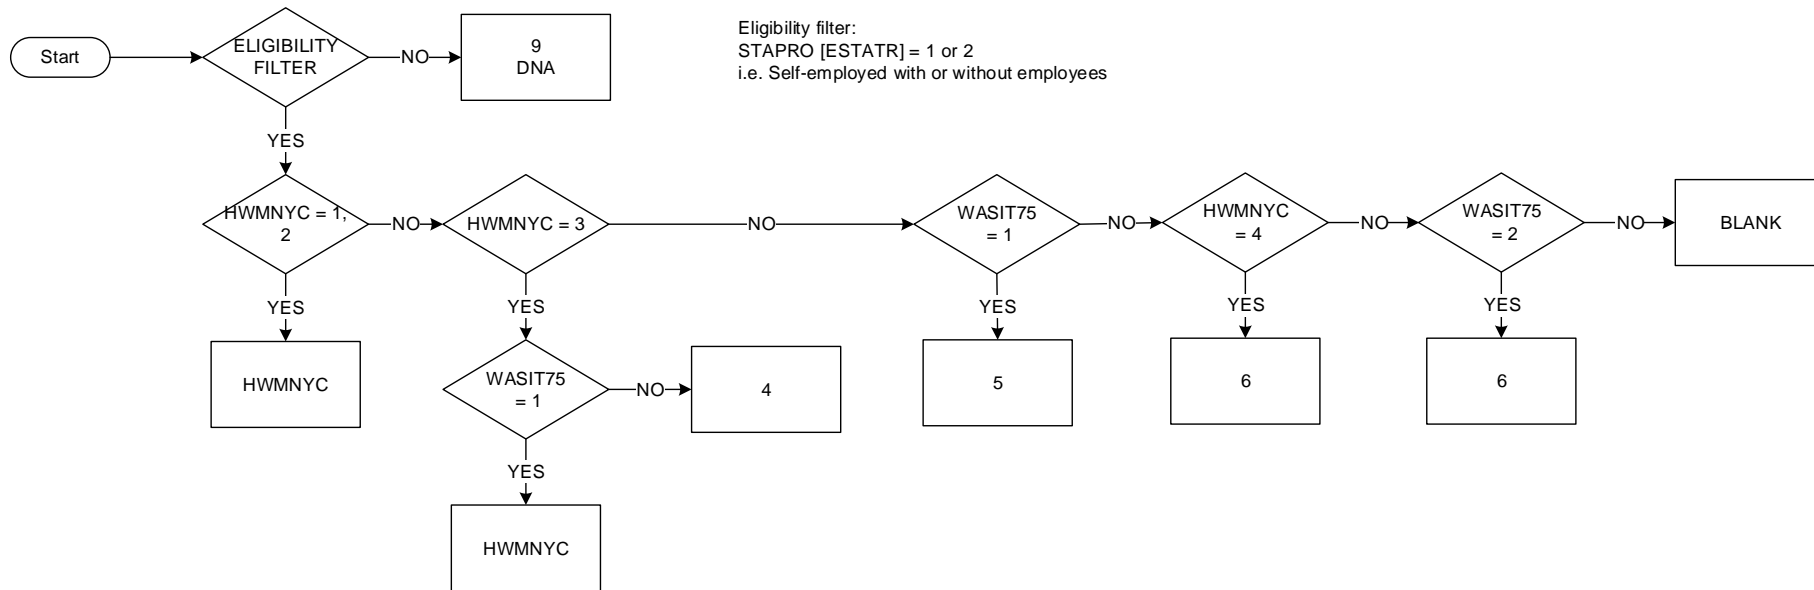 Start
ELIGIBILITY
FILTER
NO
9
DNA
Eligibility filter:
STAPRO [ESTATR] = 1 or 2
i.e. Self-employed with or without employees
YES
HWMNYC = 1,
2
NO
HWMNYC = 3
NO
WASIT75
= 1
NO
HWMNYC
= 4
NO
WASIT75
= 2
NO
BLANK
YES
YES
YES
YES
YES
HWMNYC
WASIT75
= 1
NO
4
5
6
6
YES
HWMNYC